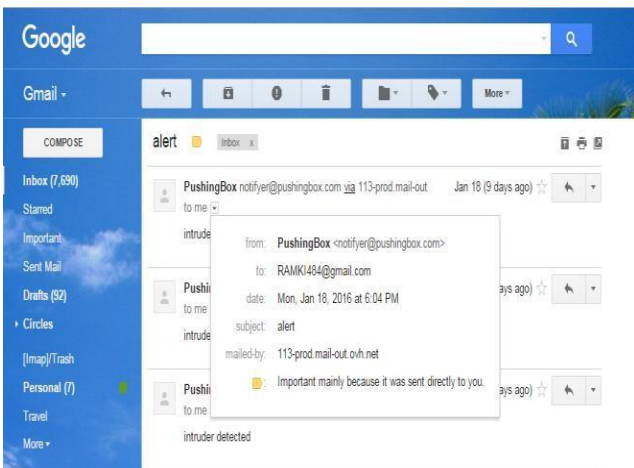 Google
Gmail
More
COMPOSE
alert Inbox x
Inbox (7,690)
Starred
Important
Sent Mail
Drafts (92)
Circles
[Imap]/Trash
Personal (7)
Travel
More
PushingBox notifyer@pushingbox.com via 113-prod.mail-out Jan 18 (9 days ago)
to me
intrude
from: PushingBox <notifyer@pushingbox.com>
to: RAMKI484@gmail.com
date: Mon, Jan 18, 2016 at 6:04 PM
subject: alert
mailed-by: 113-prod.mail-out.ovh.net
Important mainly because it was sent directly to you.
Pushi ays ago)
to me
intrude
Pushi ays ago)
to me
intruder detected